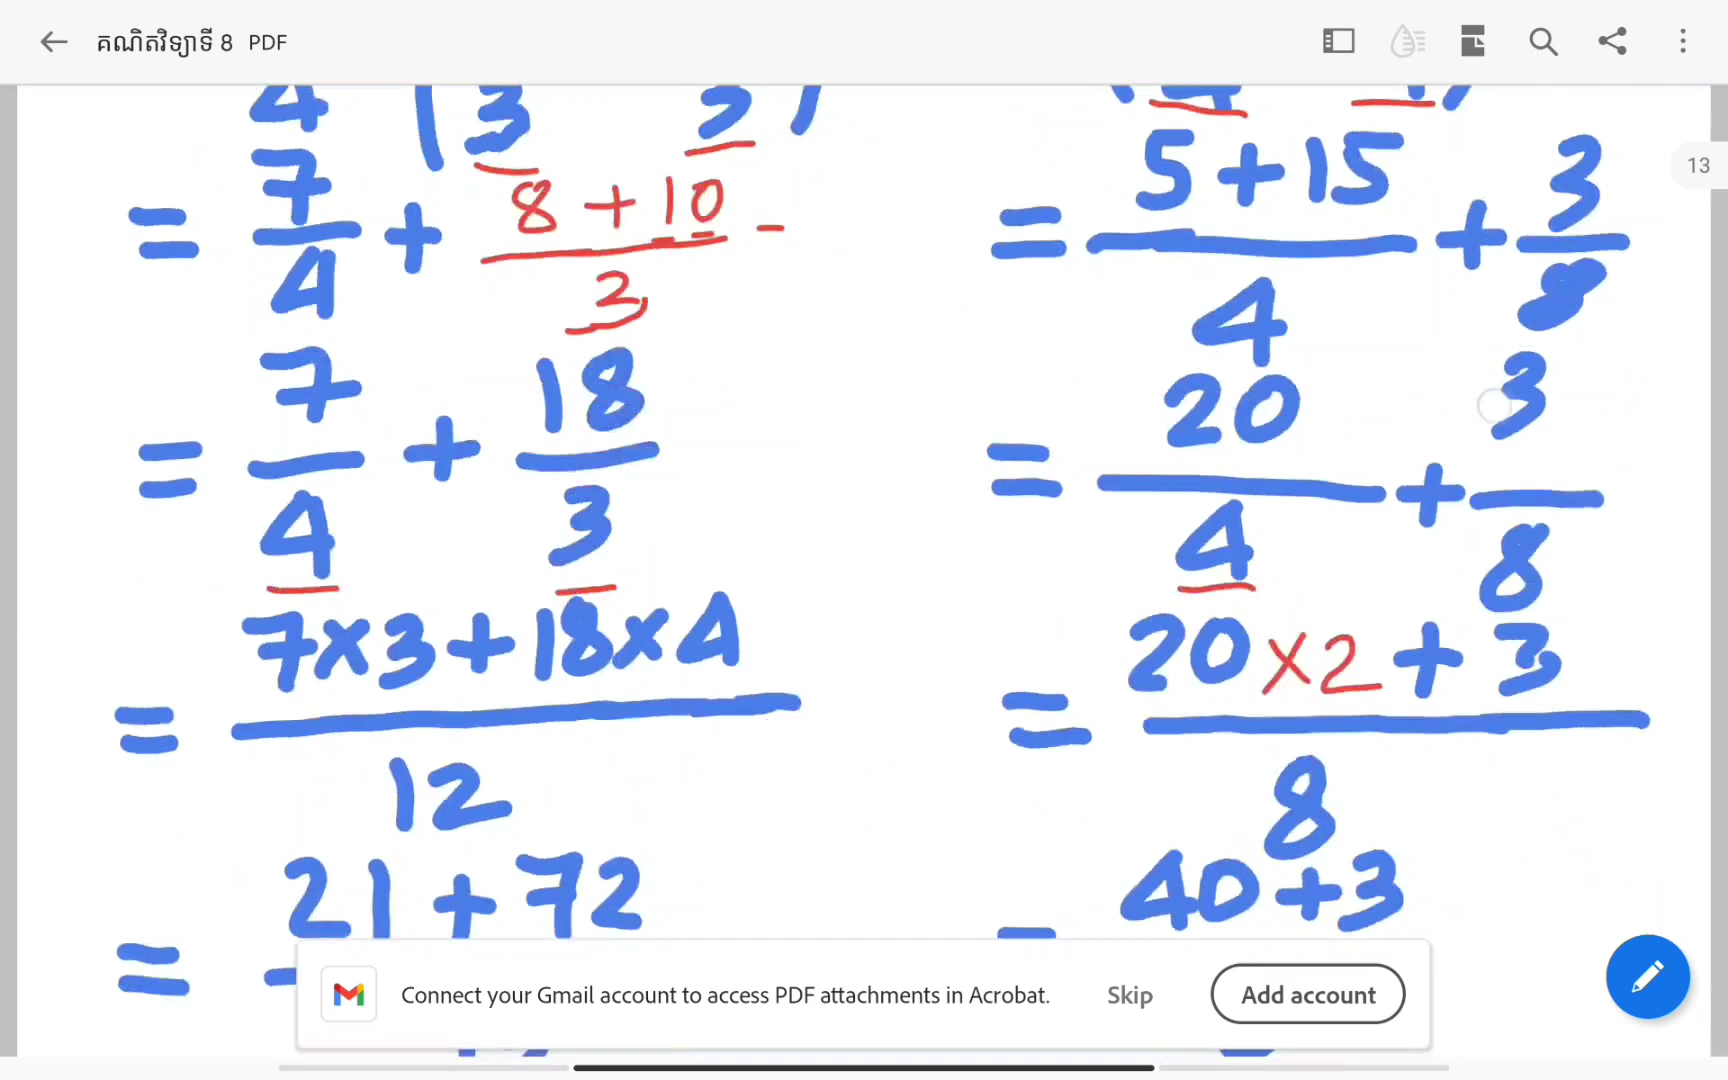 គណិតវិទ្យាទី 8 PDF
13
4 ( 3
7/4 + (8 + 10)/3 -
= 7/4 + 18/3
= (7×3+18×4)/12
= 21 + 72
= (5+15)/4 + 3/8
= 20/4 + 3/8
= (20×2+3)/8
= 40+3
Connect your Gmail account to access PDF attachments in Acrobat. Skip Add account